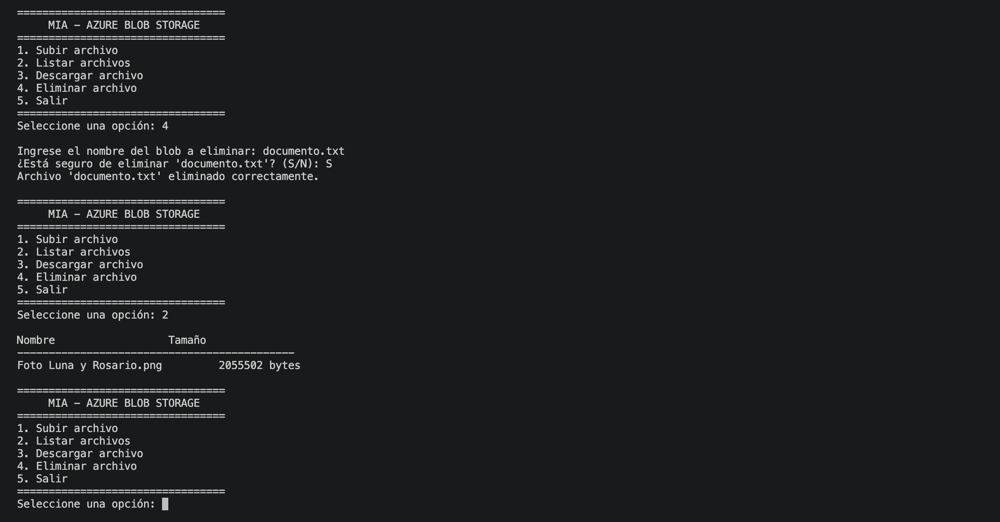 =================================
MIA - AZURE BLOB STORAGE
=================================
1. Subir archivo
2. Listar archivos
3. Descargar archivo
4. Eliminar archivo
5. Salir
=================================
Seleccione una opción: 4
Ingrese el nombre del blob a eliminar: documento.txt
¿Está seguro de eliminar 'documento.txt'? (S/N): S
Archivo 'documento.txt' eliminado correctamente.
=================================
MIA - AZURE BLOB STORAGE
=================================
1. Subir archivo
2. Listar archivos
3. Descargar archivo
4. Eliminar archivo
5. Salir
=================================
Seleccione una opción: 2
Nombre                  Tamaño
--------------------------------------------
Foto Luna y Rosario.png         2055502 bytes
=================================
MIA - AZURE BLOB STORAGE
=================================
1. Subir archivo
2. Listar archivos
3. Descargar archivo
4. Eliminar archivo
5. Salir
=================================
Seleccione una opción: